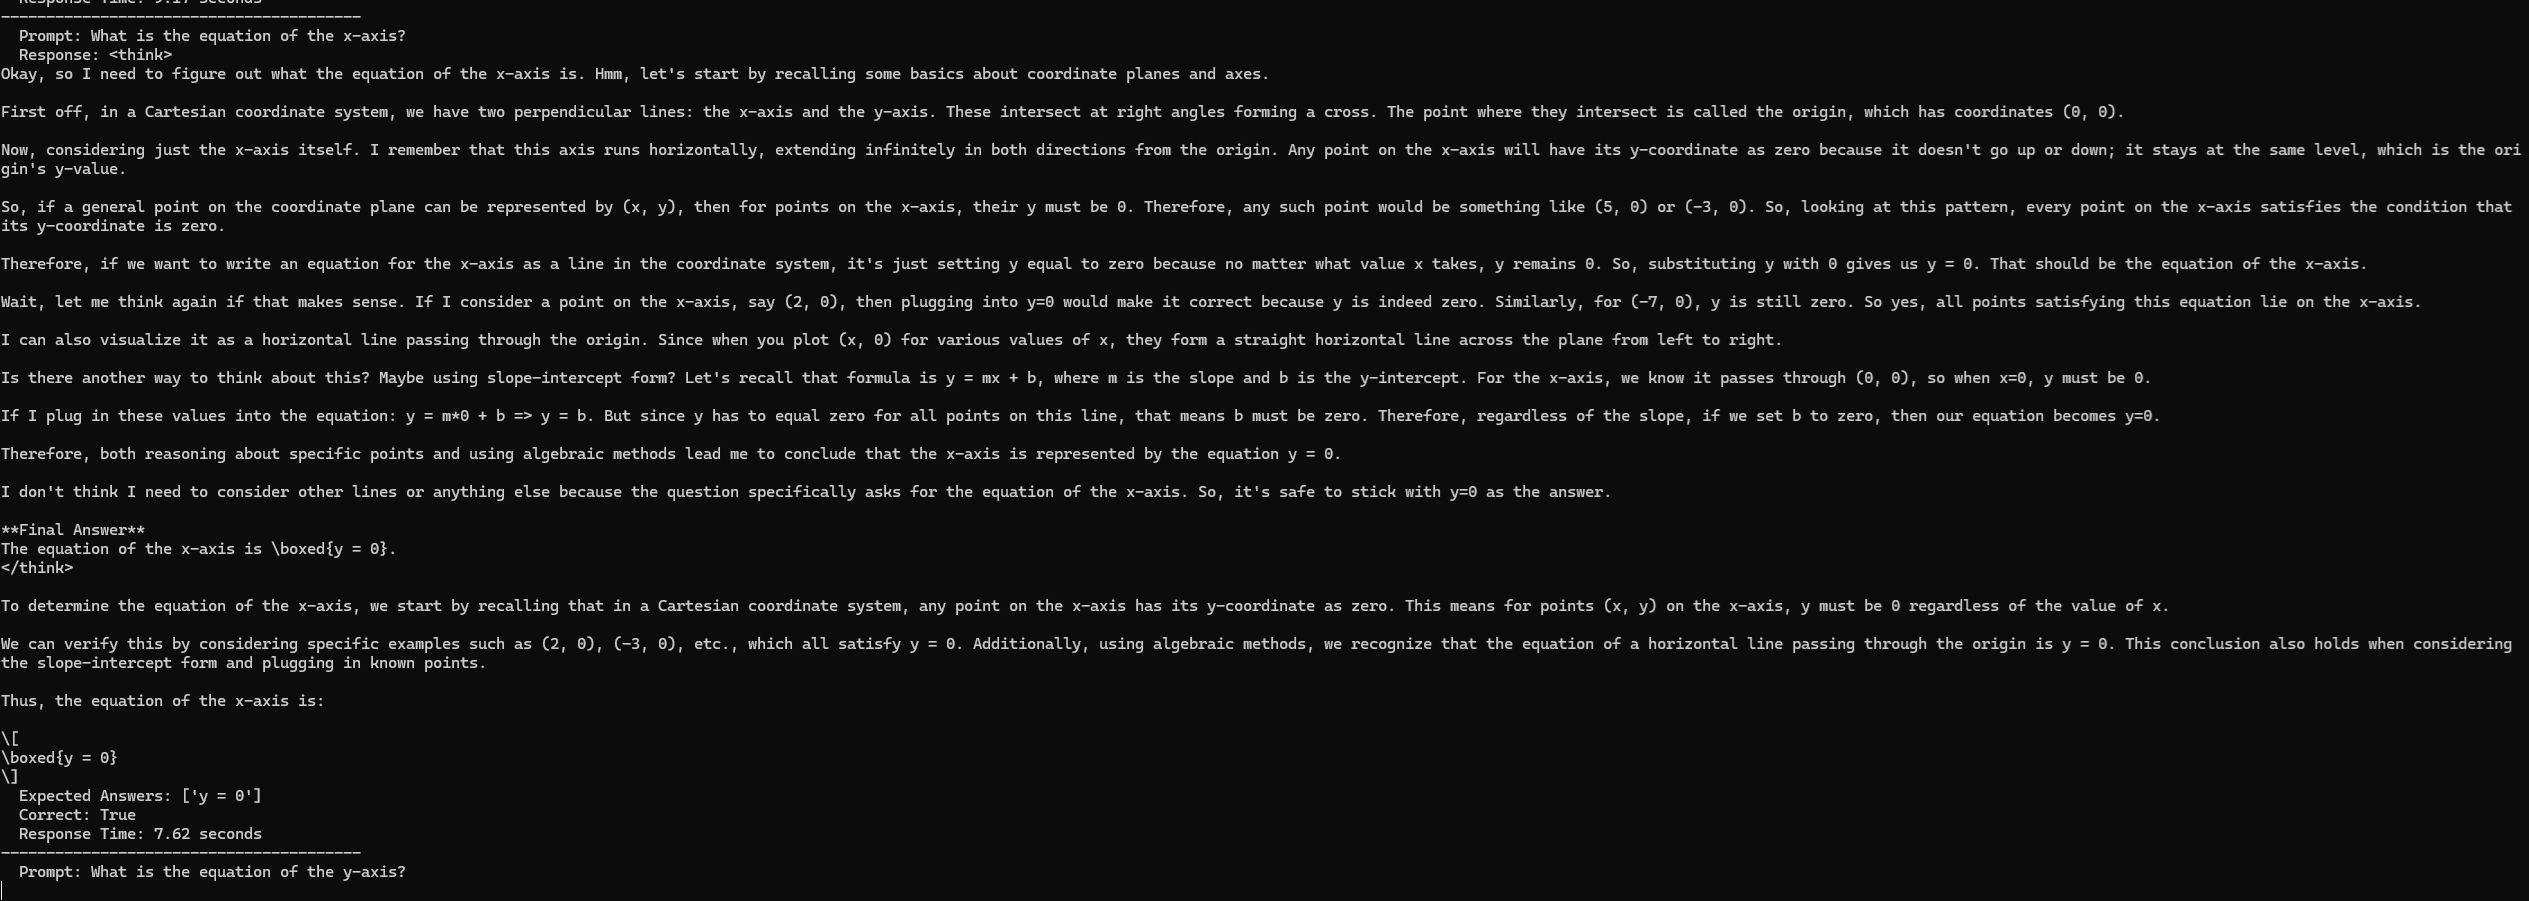 Response Time: 9.17 seconds
----------------------------------------
Prompt: What is the equation of the x-axis?
Response: <think>
Okay, so I need to figure out what the equation of the x-axis is. Hmm, let's start by recalling some basics about coordinate planes and axes.
First off, in a Cartesian coordinate system, we have two perpendicular lines: the x-axis and the y-axis. These intersect at right angles forming a cross. The point where they intersect is called the origin, which has coordinates (0, 0).
Now, considering just the x-axis itself. I remember that this axis runs horizontally, extending infinitely in both directions from the origin. Any point on the x-axis will have its y-coordinate as zero because it doesn't go up or down; it stays at the same level, which is the ori
gin's y-value.
So, if a general point on the coordinate plane can be represented by (x, y), then for points on the x-axis, their y must be 0. Therefore, any such point would be something like (5, 0) or (-3, 0). So, looking at this pattern, every point on the x-axis satisfies the condition that
its y-coordinate is zero.
Therefore, if we want to write an equation for the x-axis as a line in the coordinate system, it's just setting y equal to zero because no matter what value x takes, y remains 0. So, substituting y with 0 gives us y = 0. That should be the equation of the x-axis.
Wait, let me think again if that makes sense. If I consider a point on the x-axis, say (2, 0), then plugging into y=0 would make it correct because y is indeed zero. Similarly, for (-7, 0), y is still zero. So yes, all points satisfying this equation lie on the x-axis.
I can also visualize it as a horizontal line passing through the origin. Since when you plot (x, 0) for various values of x, they form a straight horizontal line across the plane from left to right.
Is there another way to think about this? Maybe using slope-intercept form? Let's recall that formula is y = mx + b, where m is the slope and b is the y-intercept. For the x-axis, we know it passes through (0, 0), so when x=0, y must be 0.
If I plug in these values into the equation: y = m*0 + b => y = b. But since y has to equal zero for all points on this line, that means b must be zero. Therefore, regardless of the slope, if we set b to zero, then our equation becomes y=0.
Therefore, both reasoning about specific points and using algebraic methods lead me to conclude that the x-axis is represented by the equation y = 0.
I don't think I need to consider other lines or anything else because the question specifically asks for the equation of the x-axis. So, it's safe to stick with y=0 as the answer.
**Final Answer**
The equation of the x-axis is \boxed{y = 0}.
</think>
To determine the equation of the x-axis, we start by recalling that in a Cartesian coordinate system, any point on the x-axis has its y-coordinate as zero. This means for points (x, y) on the x-axis, y must be 0 regardless of the value of x.
We can verify this by considering specific examples such as (2, 0), (-3, 0), etc., which all satisfy y = 0. Additionally, using algebraic methods, we recognize that the equation of a horizontal line passing through the origin is y = 0. This conclusion also holds when considering
the slope-intercept form and plugging in known points.
Thus, the equation of the x-axis is:
\[
\boxed{y = 0}
\]
Expected Answers: ['y = 0']
Correct: True
Response Time: 7.62 seconds
----------------------------------------
Prompt: What is the equation of the y-axis?